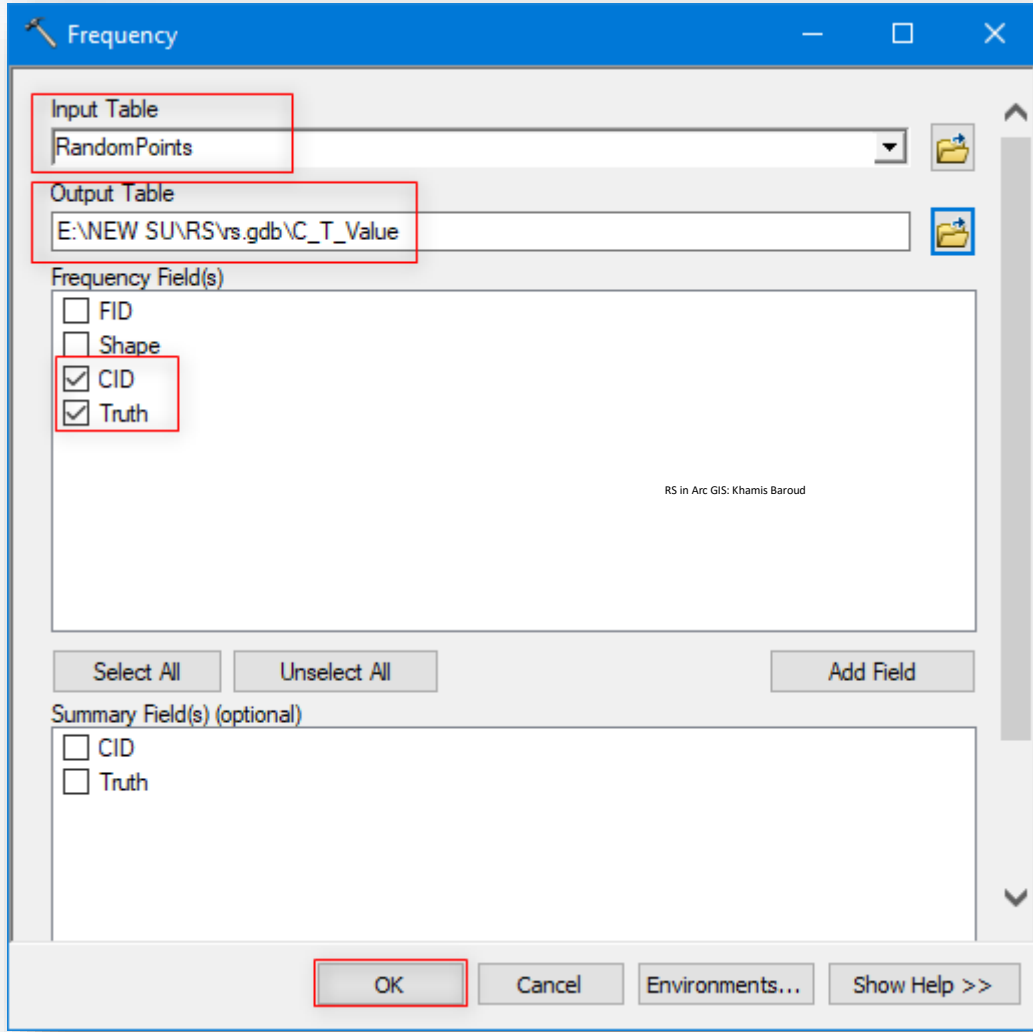 Frequency
Input Table
RandomPoints
Output Table
E:\NEW SU\RS\rs.gdb\C_T_Value
Frequency Field(s)
FID
Shape
CID
Truth
RS in Arc GIS: Khamis Baroud
Select All
Unselect All
Add Field
Summary Field(s) (optional)
CID
Truth
OK
Cancel
Environments...
Show Help >>